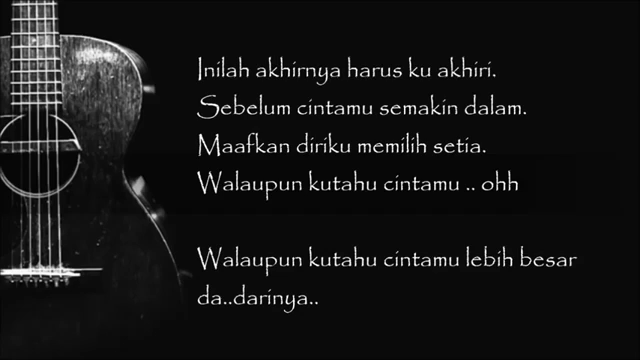 Inilah akhirnya harus ku akhiri.
Sebelum cintamu semakin dalam.
Maafkan diriku memilih setia.
Walaupun kutahu cintamu .. ohh
Walaupun kutahu cintamu lebih besar
da..darinya..